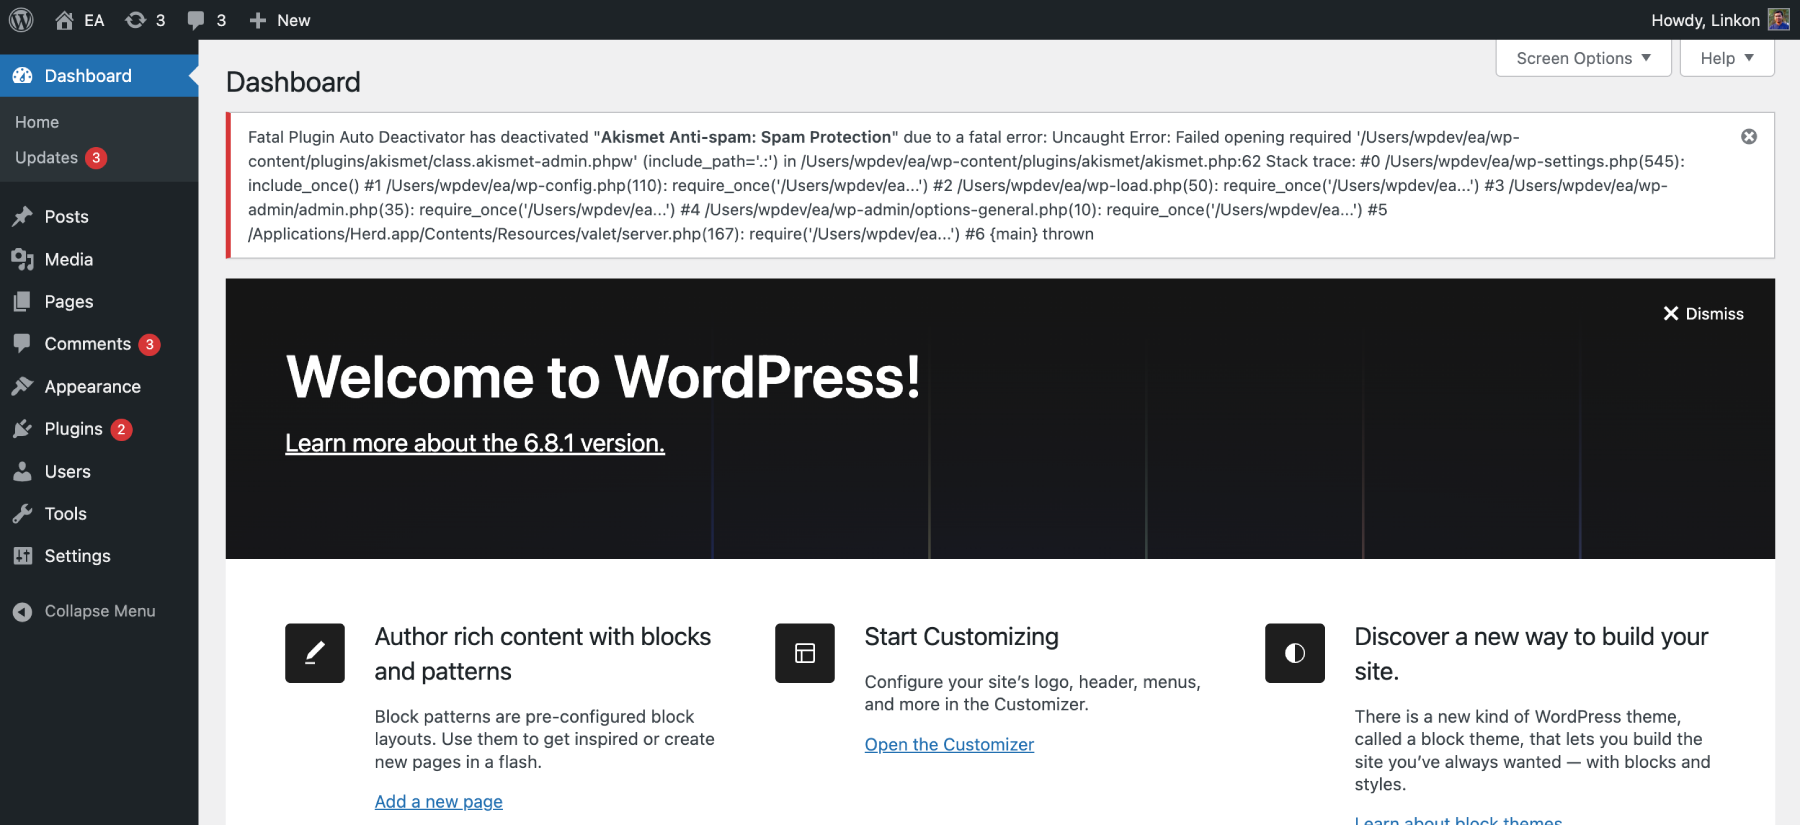 EA 3 3 + New Howdy, Linkon
Screen Options ▼ Help ▼
Dashboard
Home
Updates 3
Posts
Media
Pages
Comments 3
Appearance
Plugins 2
Users
Tools
Settings
Collapse Menu
Dashboard
Fatal Plugin Auto Deactivator has deactivated "Akismet Anti-spam: Spam Protection" due to a fatal error: Uncaught Error: Failed opening required '/Users/wpdev/ea/wp-
content/plugins/akismet/class.akismet-admin.phpw' (include_path='.:') in /Users/wpdev/ea/wp-content/plugins/akismet/akismet.php:62 Stack trace: #0 /Users/wpdev/ea/wp-settings.php(545):
include_once() #1 /Users/wpdev/ea/wp-config.php(110): require_once('/Users/wpdev/ea...') #2 /Users/wpdev/ea/wp-load.php(50): require_once('/Users/wpdev/ea...') #3 /Users/wpdev/ea/wp-
admin/admin.php(35): require_once('/Users/wpdev/ea...') #4 /Users/wpdev/ea/wp-admin/options-general.php(10): require_once('/Users/wpdev/ea...') #5
/Applications/Herd.app/Contents/Resources/valet/server.php(167): require('/Users/wpdev/ea...') #6 {main} thrown
Dismiss
Welcome to WordPress!
Learn more about the 6.8.1 version.
Author rich content with blocks
and patterns
Block patterns are pre-configured block
layouts. Use them to get inspired or create
new pages in a flash.
Add a new page
Start Customizing
Configure your site's logo, header, menus,
and more in the Customizer.
Open the Customizer
Discover a new way to build your
site.
There is a new kind of WordPress theme,
called a block theme, that lets you build the
site you've always wanted — with blocks and
styles.
Learn about block themes